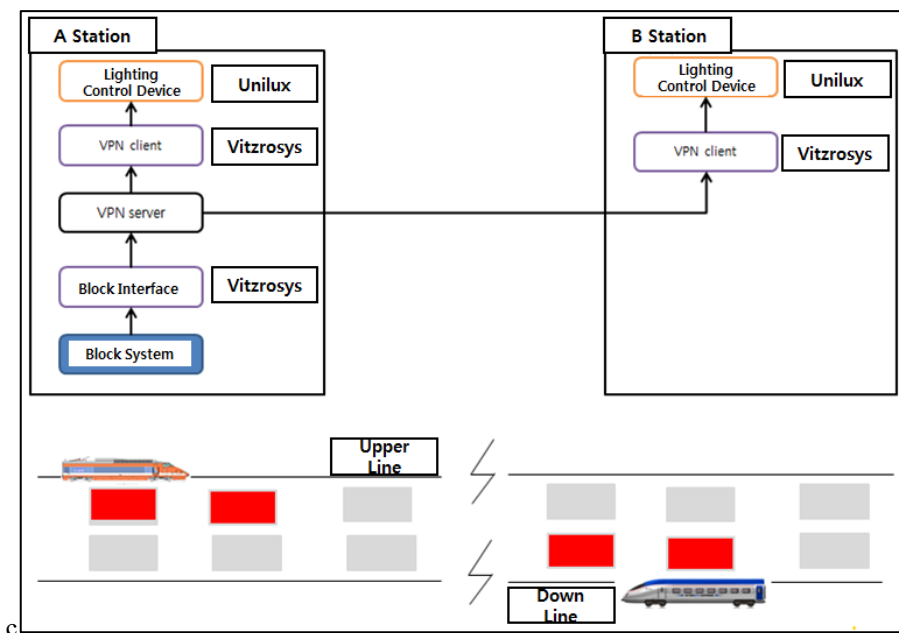 A Station
Lighting
Control Device
Unilux
VPN client
Vitzrosys
VPN server
Block Interface
Vitzrosys
Block System
B Station
Lighting
Control Device
Unilux
VPN client
Vitzrosys
Upper
Line
Down
Line
c